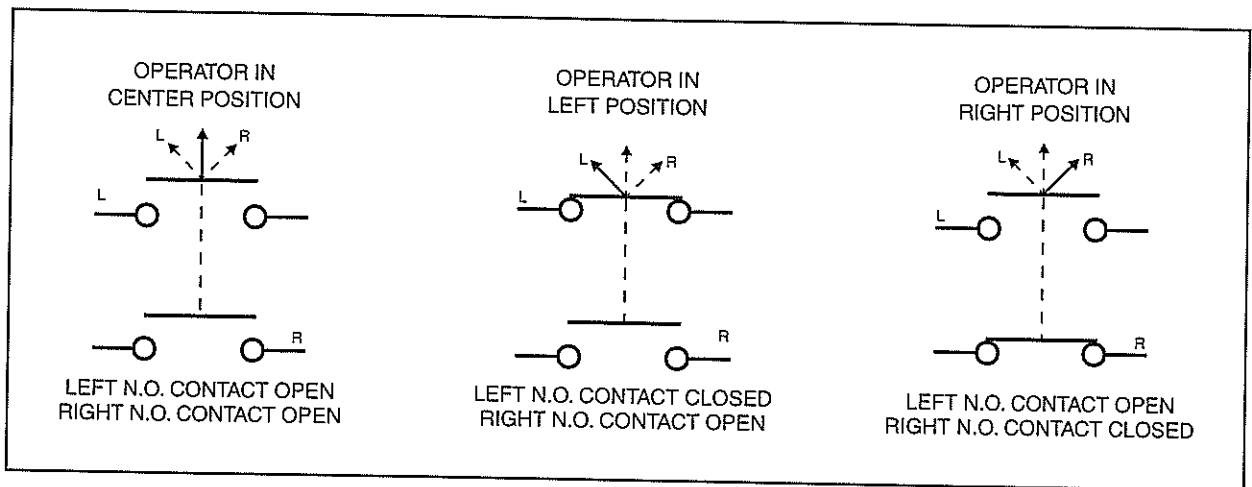 OPERATOR IN
CENTER POSITION
L
R
L
R
LEFT N.O. CONTACT OPEN
RIGHT N.O. CONTACT OPEN
OPERATOR IN
LEFT POSITION
L
R
L
R
LEFT N.O. CONTACT CLOSED
RIGHT N.O. CONTACT OPEN
OPERATOR IN
RIGHT POSITION
L
R
L
R
LEFT N.O. CONTACT OPEN
RIGHT N.O. CONTACT CLOSED